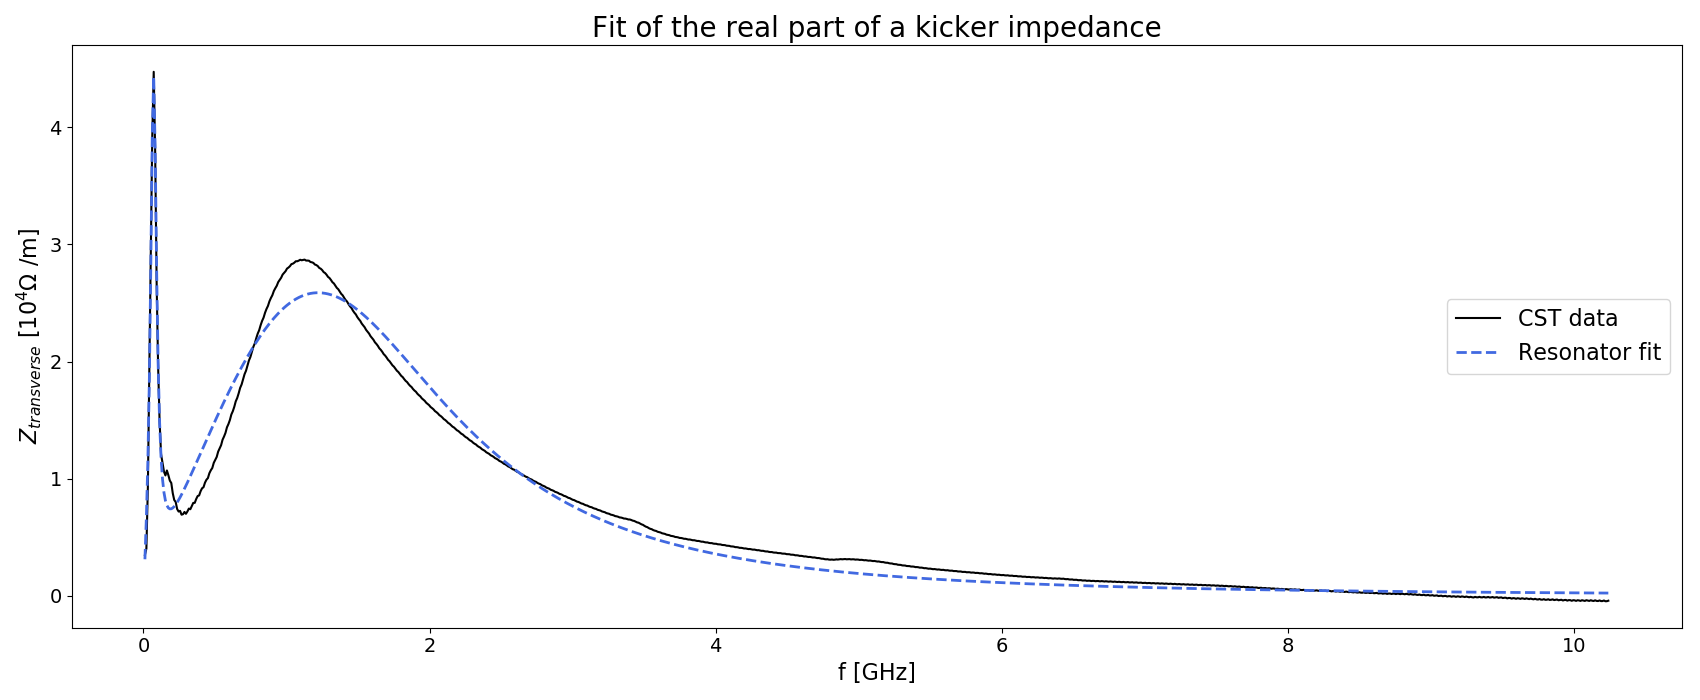 Fit of the real part of a kicker impedance
Z_transverse [10^4Ω /m]
4
3
2
1
0
CST data
Resonator fit
0 2 4 6 8 10
f [GHz]